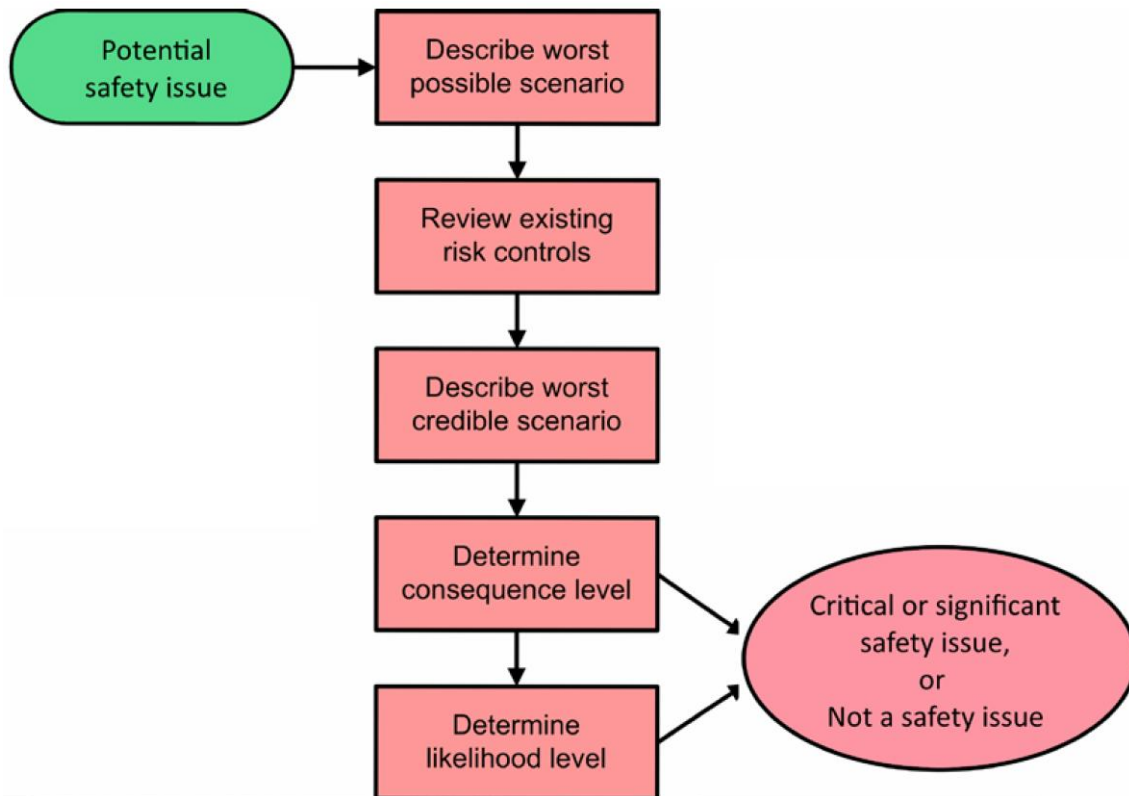 Potential
safety issue
Describe worst
possible scenario
Review existing
risk controls
Describe worst
credible scenario
Determine
consequence level
Determine
likelihood level
Critical or significant
safety issue,
or
Not a safety issue